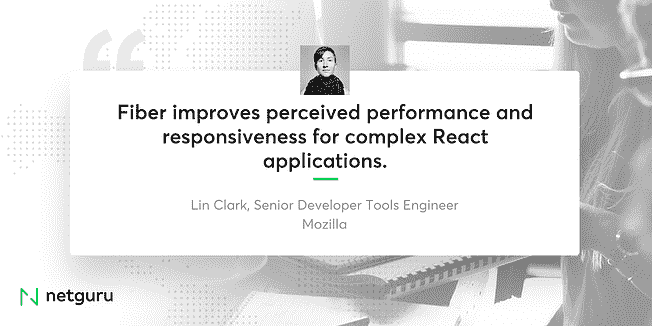 Fiber improves perceived performance and
responsiveness for complex React
applications.
Lin Clark, Senior Developer Tools Engineer
Mozilla
netguru